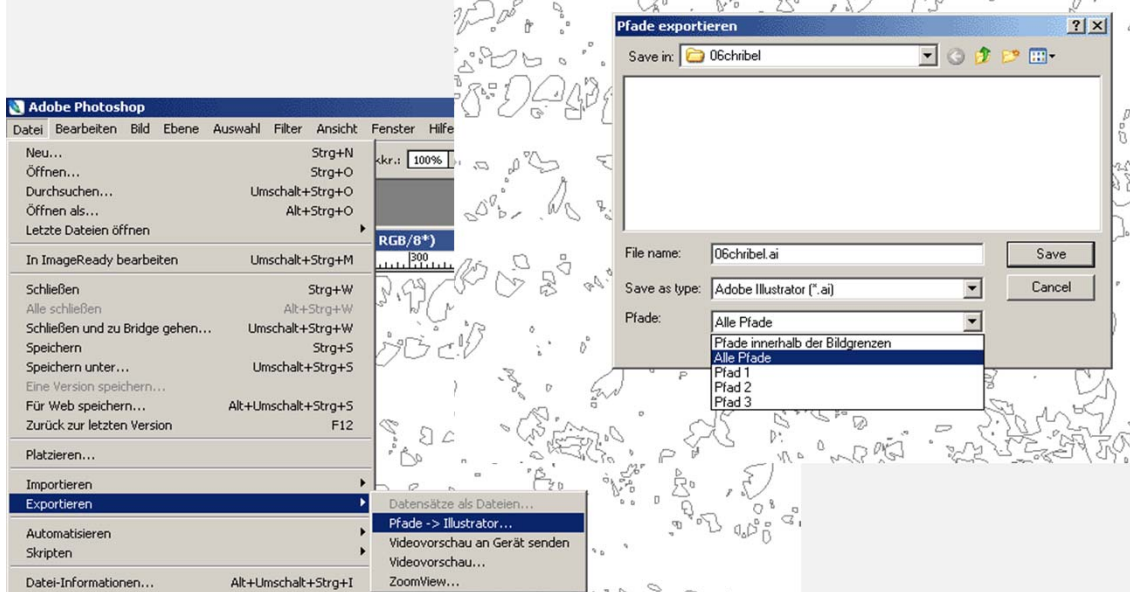 Adobe Photoshop
Datei Bearbeiten Bild Ebene Auswahl Filter Ansicht Fenster Hilfe
kkr.: 100%
RGB/8*)
300
Neu... Strg+N
Öffnen... Strg+O
Durchsuchen... Umschalt+Strg+O
Öffnen als... Alt+Strg+O
Letzte Dateien öffnen
In ImageReady bearbeiten Umschalt+Strg+M
Schließen Strg+W
Alle schließen Alt+Strg+W
Schließen und zu Bridge gehen... Umschalt+Strg+W
Speichern Strg+S
Speichern unter... Umschalt+Strg+S
Eine Version speichern...
Für Web speichern... Alt+Umschalt+Strg+S
Zurück zur letzten Version F12
Platzieren...
Importieren
Exportieren
Automatisieren
Skripten
Datei-Informationen... Alt+Umschalt+Strg+I
Datensätze als Dateien...
Pfade -> Illustrator...
Videovorschau an Gerät senden
Videovorschau...
ZoomView...
Pfade exportieren
Save in: 06chribel
File name: 06chribel.ai Save
Save as type: Adobe Illustrator (*.ai) Cancel
Pfade: Alle Pfade
Pfade innerhalb der Bildgrenzen
Alle Pfade
Pfad 1
Pfad 2
Pfad 3